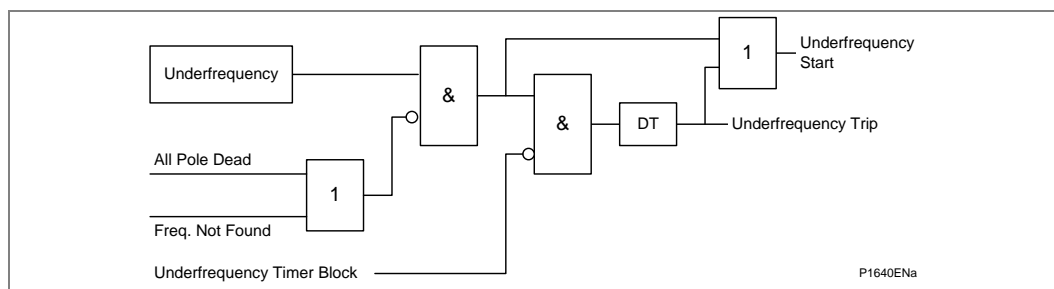 Underfrequency
&
1
Underfrequency
Start
&
DT
Underfrequency Trip
All Pole Dead
1
Freq. Not Found
Underfrequency Timer Block
P1640ENa